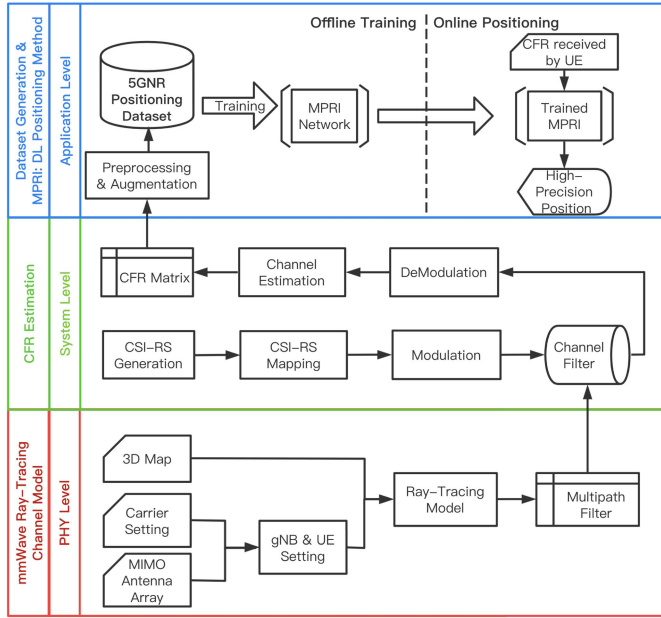 Dataset Generation &
MPRI: DL Positioning Method
Application Level
Offline Training
Online Positioning
5GNR
Positioning
Dataset
Training
MPRI
Network
CFR received
by UE
Trained
MPRI
High-
Precision
Position
Preprocessing
& Augmentation
CFR Estimation
System Level
CFR Matrix
Channel
Estimation
DeModulation
CSI-RS
Generation
CSI-RS
Mapping
Modulation
Channel
Filter
mmWave Ray-Tracing
Channel Model
PHY Level
3D Map
Carrier
Setting
MIMO
Antenna
Array
gNB & UE
Setting
Ray-Tracing
Model
Multipath
Filter